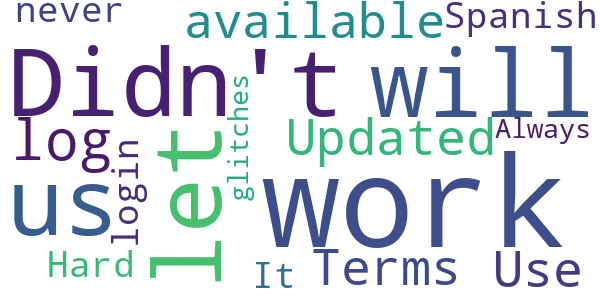 never
available
Spanish
Didn't
will
log
login
let
glitches
Updated
Always
us
work
Hard
It
Terms
Use